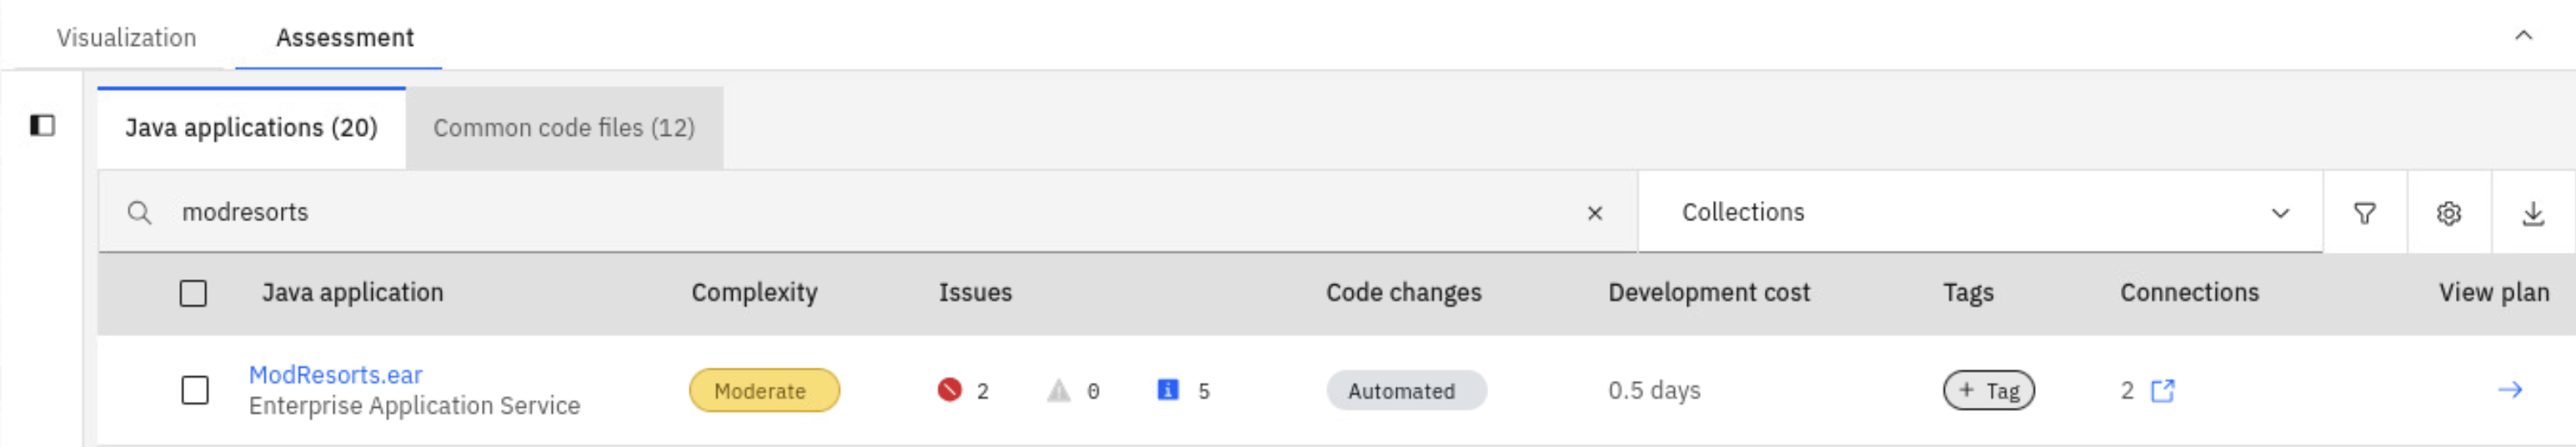 Visualization Assessment
Java applications (20) Common code files (12)
modresorts Collections
Java application Complexity Issues Code changes Development cost Tags Connections View plan
ModResorts.ear
Enterprise Application Service
Moderate 2 0 5 Automated 0.5 days + Tag 2